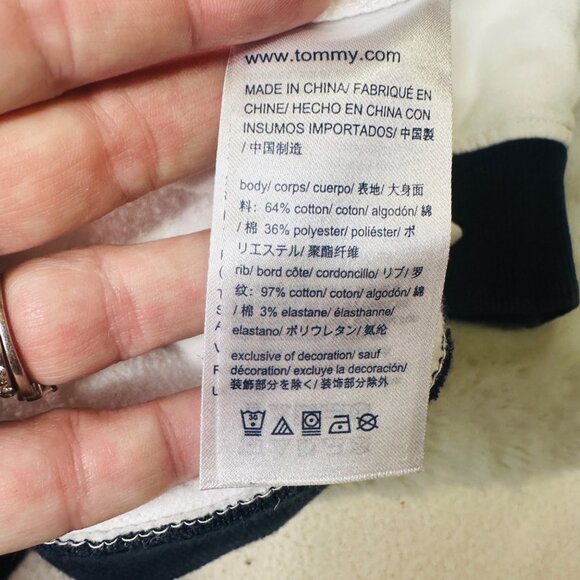 www.tommy.com
MADE IN CHINA/ FABRIQUÉ EN
CHINE/ HECHO EN CHINA CON
INSUMOS IMPORTADOS/ 中国製
/ 中国制造
body/ corps/ cuerpo/ 表地/ 大身面
料: 64% cotton/ coton/ algodón/ 綿
/ 棉 36% polyester/ poliéster/ ポ
リエステル/ 聚酯纤维
rib/ bord côte/ cordoncillo/ リブ/ 罗
纹: 97% cotton/ coton/ algodón/ 綿
/ 棉 3% elastane/ élasthanne/
elastano/ ポリウレタン/ 氨纶
exclusive of decoration/ sauf
décoration/ excluye la decoración/
装飾部分を除く/ 装饰部分除外
30